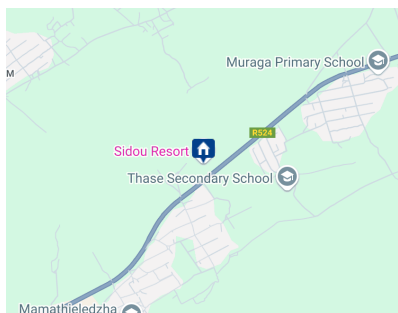 Muraga Primary School
M
R524
Sidou Resort
Thase Secondary School
Mamathieledzha